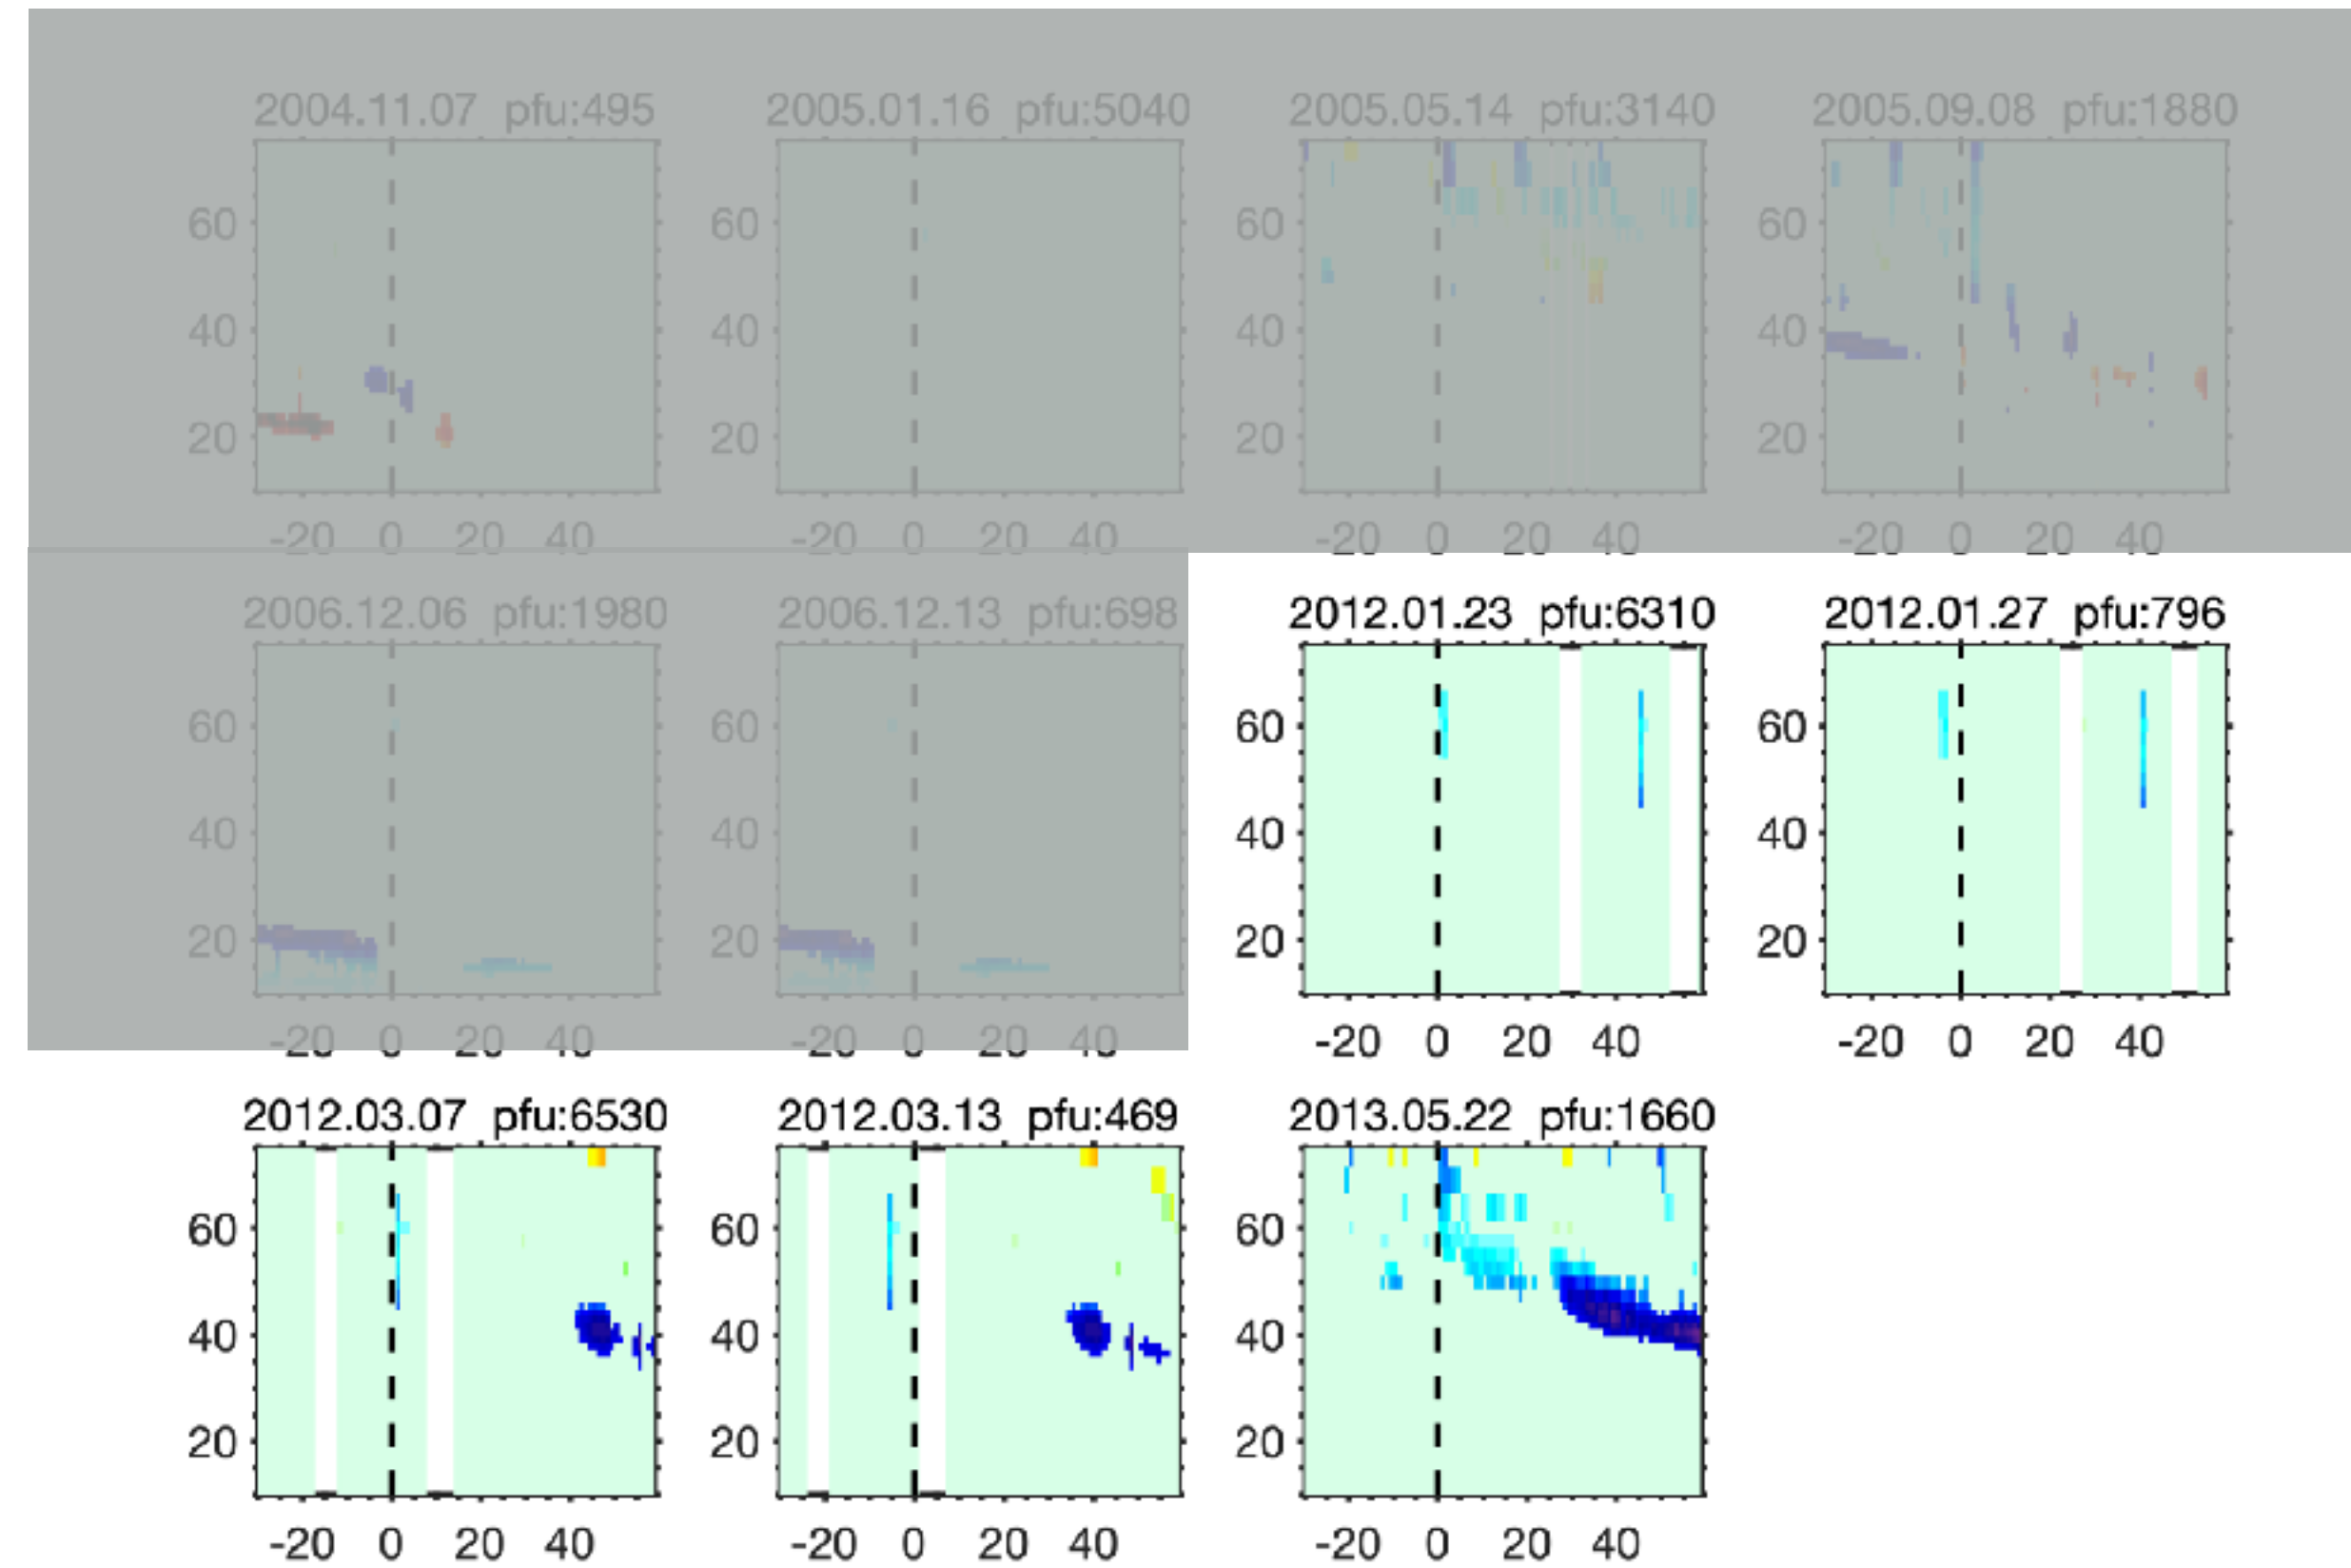 2004.11.07 pfu:495 2005.01.16 pfu:5040 2005.05.14 pfu:3140 2005.09.08 pfu:1880
60 60 60 60
40 40 40 40
20 20 20 20
-20 0 20 40 -20 0 20 40 -20 0 20 40 -20 0 20 40
2006.12.06 pfu:1980 2006.12.13 pfu:698 2012.01.23 pfu:6310 2012.01.27 pfu:796
60 60 60 60
40 40 40 40
20 20 20 20
-20 0 20 40 -20 0 20 40 -20 0 20 40 -20 0 20 40
2012.03.07 pfu:6530 2012.03.13 pfu:469 2013.05.22 pfu:1660
60 60 60
40 40 40
20 20 20
-20 0 20 40 -20 0 20 40 -20 0 20 40